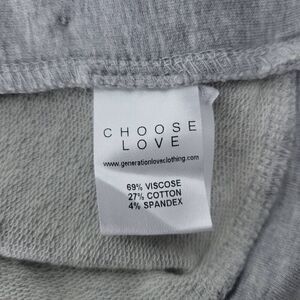 CHOOSE
LOVE
www.generationloveclothing.com
69% VISCOSE
27% COTTON
4% SPANDEX